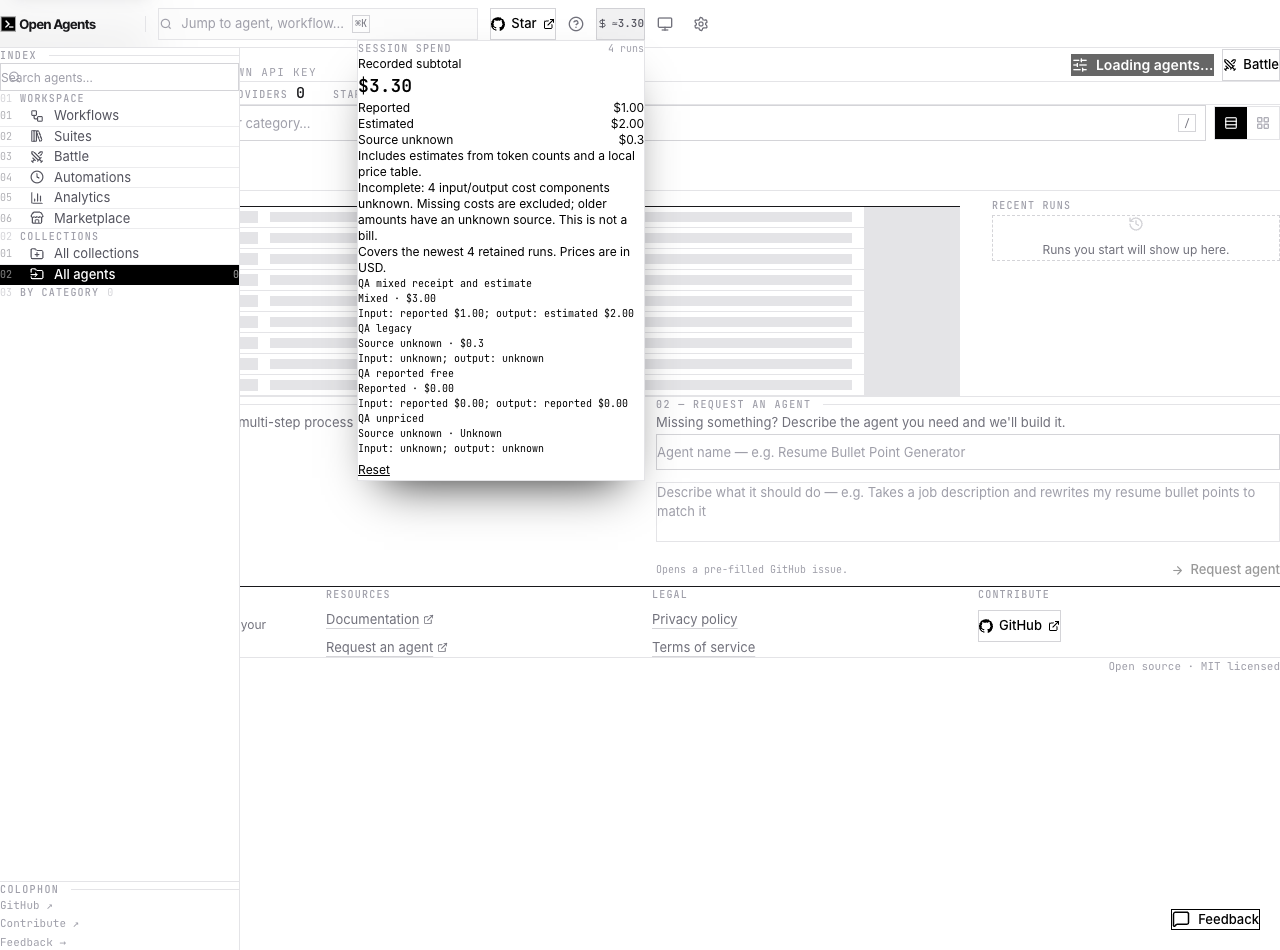 Open Agents
Jump to agent, workflow... ⌘K
Star
$ ≈3.30
INDEX
Search agents...
01 WORKSPACE
01 Workflows
02 Suites
03 Battle
04 Automations
05 Analytics
06 Marketplace
02 COLLECTIONS
01 All collections
02 All agents 0
03 BY CATEGORY 0
COLOPHON
GitHub ↗
Contribute ↗
Feedback →
WN API KEY
OVIDERS 0 STA
r category...
/
Loading agents...
Battle
SESSION SPEND 4 runs
Recorded subtotal
$3.30
Reported $1.00
Estimated $2.00
Source unknown $0.3
Includes estimates from token counts and a local
price table.
Incomplete: 4 input/output cost components
unknown. Missing costs are excluded; older
amounts have an unknown source. This is not a
bill.
Covers the newest 4 retained runs. Prices are in
USD.
QA mixed receipt and estimate
Mixed · $3.00
Input: reported $1.00; output: estimated $2.00
QA legacy
Source unknown · $0.3
Input: unknown; output: unknown
QA reported free
Reported · $0.00
Input: reported $0.00; output: reported $0.00
QA unpriced
Source unknown · Unknown
Input: unknown; output: unknown
Reset
RECENT RUNS
Runs you start will show up here.
multi-step process
02 — REQUEST AN AGENT
Missing something? Describe the agent you need and we'll build it.
Agent name — e.g. Resume Bullet Point Generator
Describe what it should do — e.g. Takes a job description and rewrites my resume bullet points to
match it
Opens a pre-filled GitHub issue.
→ Request agent
your
RESOURCES
Documentation
Request an agent
LEGAL
Privacy policy
Terms of service
CONTRIBUTE
GitHub
Open source · MIT licensed
Feedback